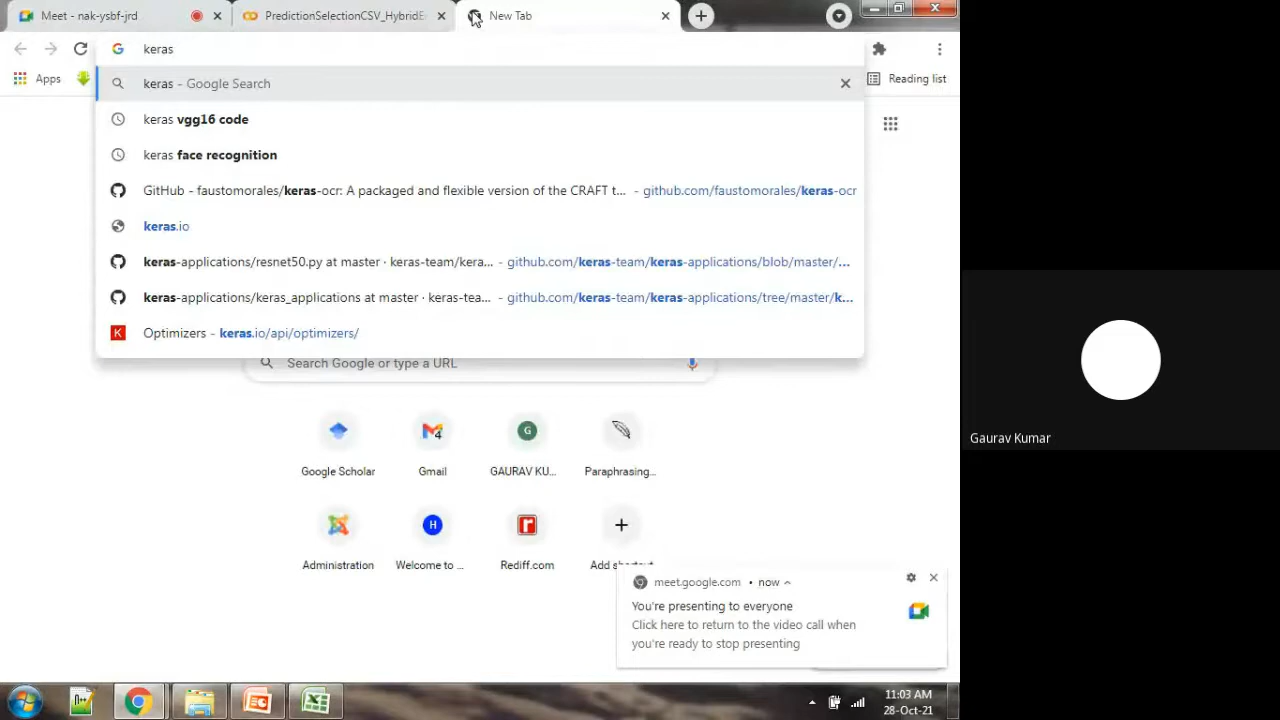 Meet - nak-ysbf-jrd
PredictionSelectionCSV_HybridE
New Tab
keras
Apps
Reading list
keras - Google Search
keras vgg16 code
keras face recognition
GitHub - faustomorales/keras-ocr: A packaged and flexible version of the CRAFT t... - github.com/faustomorales/keras-ocr
keras.io
keras-applications/resnet50.py at master · keras-team/kera... - github.com/keras-team/keras-applications/blob/master/...
keras-applications/keras_applications at master · keras-tea... - github.com/keras-team/keras-applications/tree/master/k...
K
Optimizers - keras.io/api/optimizers/
Search Google or type a URL
4
G
Google Scholar
Gmail
GAURAV KU...
Paraphrasing...
H
r
Administration
Welcome to ...
Rediff.com
Add shortcut
meet.google.com • now
You're presenting to everyone
Click here to return to the video call when
you're ready to stop presenting
Gaurav Kumar
11:03 AM
28-Oct-21